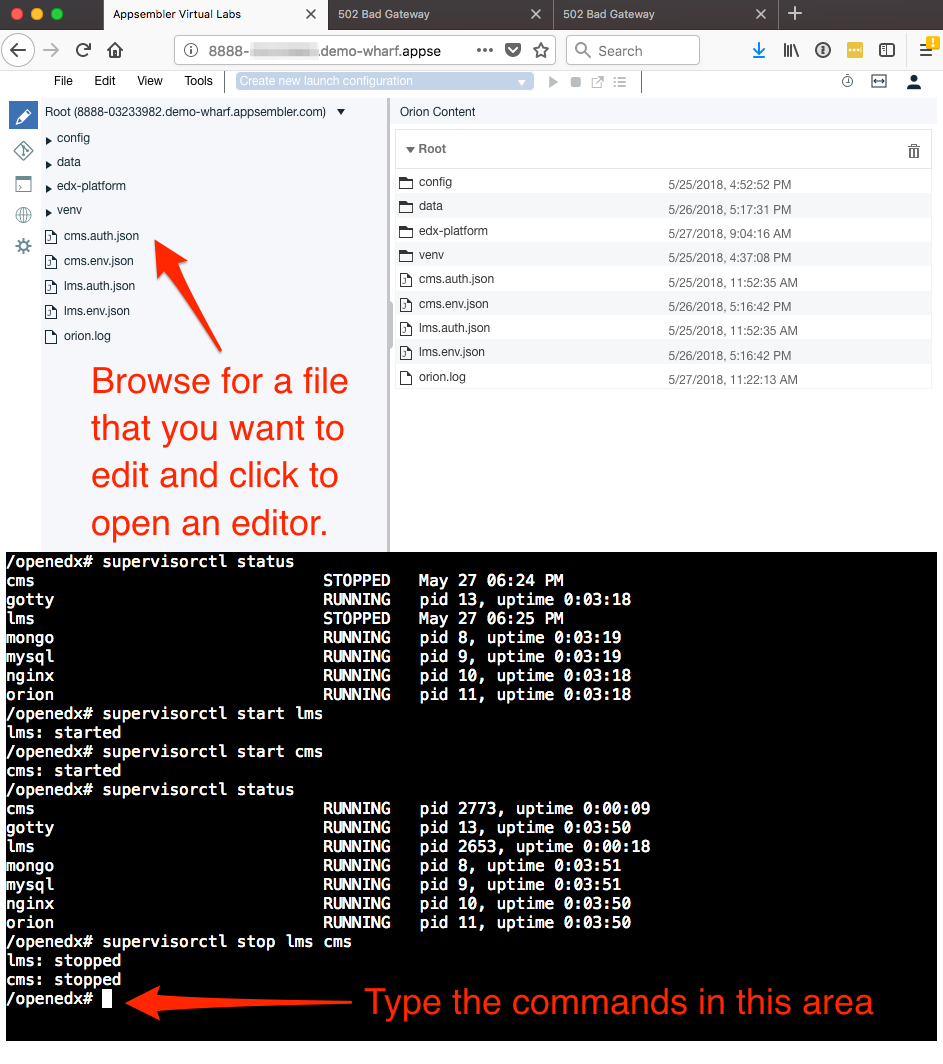 Appsembler Virtual Labs
502 Bad Gateway
502 Bad Gateway
8888- .demo-wharf.appse
Search
File Edit View Tools
Create new launch configuration
Root (8888-03233982.demo-wharf.appsembler.com)
config
data
edx-platform
venv
cms.auth.json
cms.env.json
lms.auth.json
lms.env.json
orion.log
Browse for a file
that you want to
edit and click to
open an editor.
Orion Content
Root
config 5/25/2018, 4:52:52 PM
data 5/26/2018, 5:17:31 PM
edx-platform 5/27/2018, 9:04:16 AM
venv 5/25/2018, 4:37:08 PM
cms.auth.json 5/25/2018, 11:52:35 AM
cms.env.json 5/26/2018, 5:16:42 PM
lms.auth.json 5/25/2018, 11:52:35 AM
lms.env.json 5/26/2018, 5:16:42 PM
orion.log 5/27/2018, 11:22:13 AM
/openedx# supervisorctl status
cms STOPPED May 27 06:24 PM
gotty RUNNING pid 13, uptime 0:03:18
lms STOPPED May 27 06:25 PM
mongo RUNNING pid 8, uptime 0:03:19
mysql RUNNING pid 9, uptime 0:03:19
nginx RUNNING pid 10, uptime 0:03:18
orion RUNNING pid 11, uptime 0:03:18
/openedx# supervisorctl start lms
lms: started
/openedx# supervisorctl start cms
cms: started
/openedx# supervisorctl status
cms RUNNING pid 2773, uptime 0:00:09
gotty RUNNING pid 13, uptime 0:03:50
lms RUNNING pid 2653, uptime 0:00:18
mongo RUNNING pid 8, uptime 0:03:51
mysql RUNNING pid 9, uptime 0:03:51
nginx RUNNING pid 10, uptime 0:03:50
orion RUNNING pid 11, uptime 0:03:50
/openedx# supervisorctl stop lms cms
lms: stopped
cms: stopped
/openedx#
Type the commands in this area